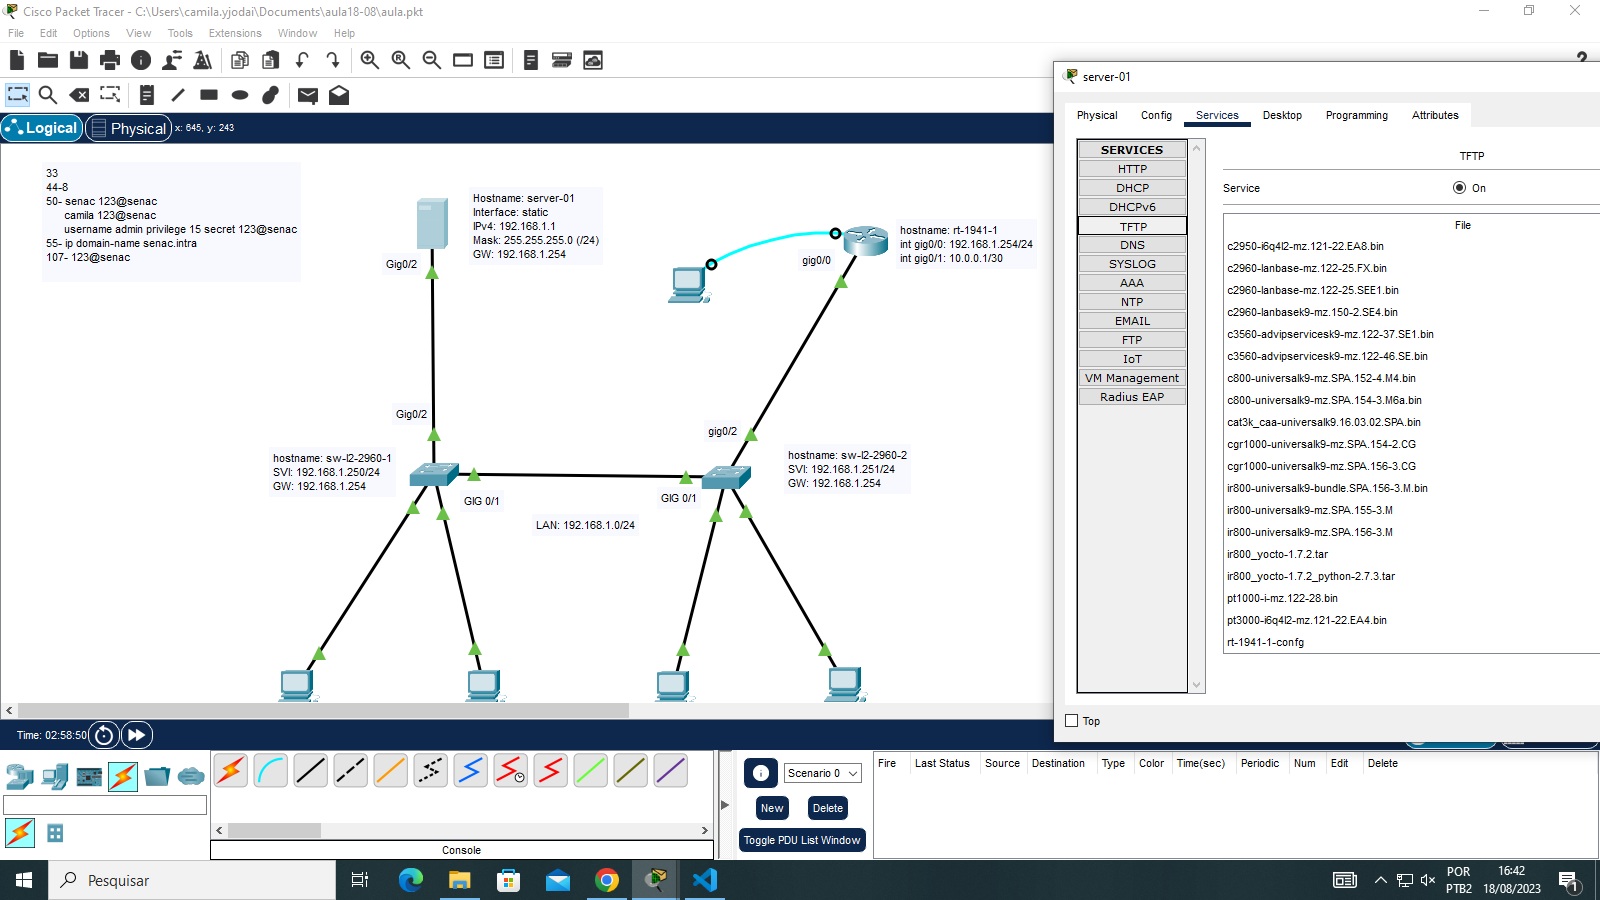 Cisco Packet Tracer - C:\Users\camila.yjodai\Documents\aula18-08\aula.pkt
File Edit Options View Tools Extensions Window Help
Logical Physical x: 645, y: 243
33
44-8
50- senac 123@senac
camila 123@senac
username admin privilege 15 secret 123@senac
55- ip domain-name senac.intra
107- 123@senac
Hostname: server-01
Interface: static
IPv4: 192.168.1.1
Mask: 255.255.255.0 (/24)
GW: 192.168.1.254
Gig0/2
hostname: rt-1941-1
int gig0/0: 192.168.1.254/24
int gig0/1: 10.0.0.1/30
gig0/0
Gig0/2
gig0/2
hostname: sw-l2-2960-1
SVI: 192.168.1.250/24
GW: 192.168.1.254
GIG 0/1
GIG 0/1
hostname: sw-l2-2960-2
SVI: 192.168.1.251/24
GW: 192.168.1.254
LAN: 192.168.1.0/24
server-01
Physical Config Services Desktop Programming Attributes
SERVICES
HTTP
DHCP
DHCPv6
TFTP
DNS
SYSLOG
AAA
NTP
EMAIL
FTP
IoT
VM Management
Radius EAP
TFTP
Service On
File
c2950-i6q4l2-mz.121-22.EA8.bin
c2960-lanbase-mz.122-25.FX.bin
c2960-lanbase-mz.122-25.SEE1.bin
c2960-lanbasek9-mz.150-2.SE4.bin
c3560-advipservicesk9-mz.122-37.SE1.bin
c3560-advipservicesk9-mz.122-46.SE.bin
c800-universalk9-mz.SPA.152-4.M4.bin
c800-universalk9-mz.SPA.154-3.M6a.bin
cat3k_caa-universalk9.16.03.02.SPA.bin
cgr1000-universalk9-mz.SPA.154-2.CG
cgr1000-universalk9-mz.SPA.156-3.CG
ir800-universalk9-bundle.SPA.156-3.M.bin
ir800-universalk9-mz.SPA.155-3.M
ir800-universalk9-mz.SPA.156-3.M
ir800_yocto-1.7.2.tar
ir800_yocto-1.7.2_python-2.7.3.tar
pt1000-i-mz.122-28.bin
pt3000-i6q4l2-mz.121-22.EA4.bin
rt-1941-1-confg
Top
Time: 02:58:50
Scenario 0
New Delete
Toggle PDU List Window
Fire Last Status Source Destination Type Color Time(sec) Periodic Num Edit Delete
Console
Pesquisar
POR
PTB2
16:42
18/08/2023
1